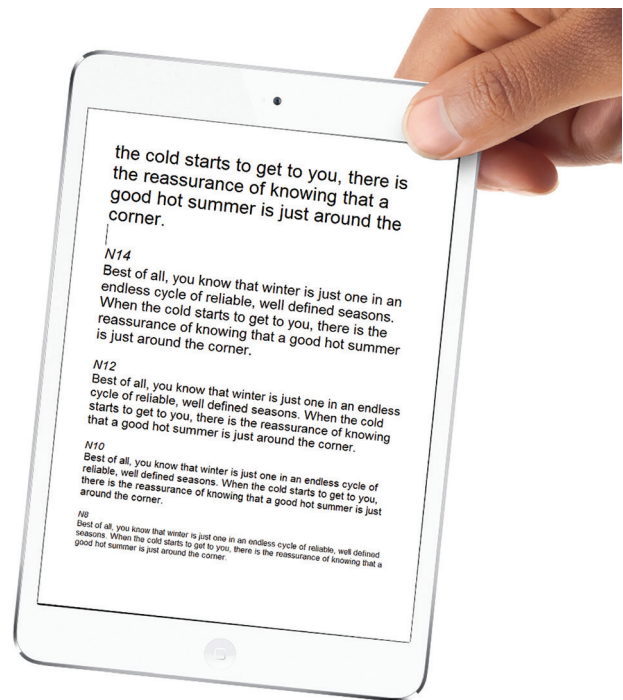 the cold starts to get to you, there is
the reassurance of knowing that a
good hot summer is just around the
corner.
N14
Best of all, you know that winter is just one in an
endless cycle of reliable, well defined seasons.
When the cold starts to get to you, there is the
reassurance of knowing that a good hot summer
is just around the corner.
N12
Best of all, you know that winter is just one in an endless
cycle of reliable, well defined seasons. When the cold
starts to get to you, there is the reassurance of knowing
that a good hot summer is just around the corner.
N10
Best of all, you know that winter is just one in an endless cycle of
reliable, well defined seasons. When the cold starts to get to you,
there is the reassurance of knowing that a good hot summer is just
around the corner.
N8
Best of all, you know that winter is just one in an endless cycle of reliable, well defined
seasons. When the cold starts to get to you, there is the reassurance of knowing that a
good hot summer is just around the corner.